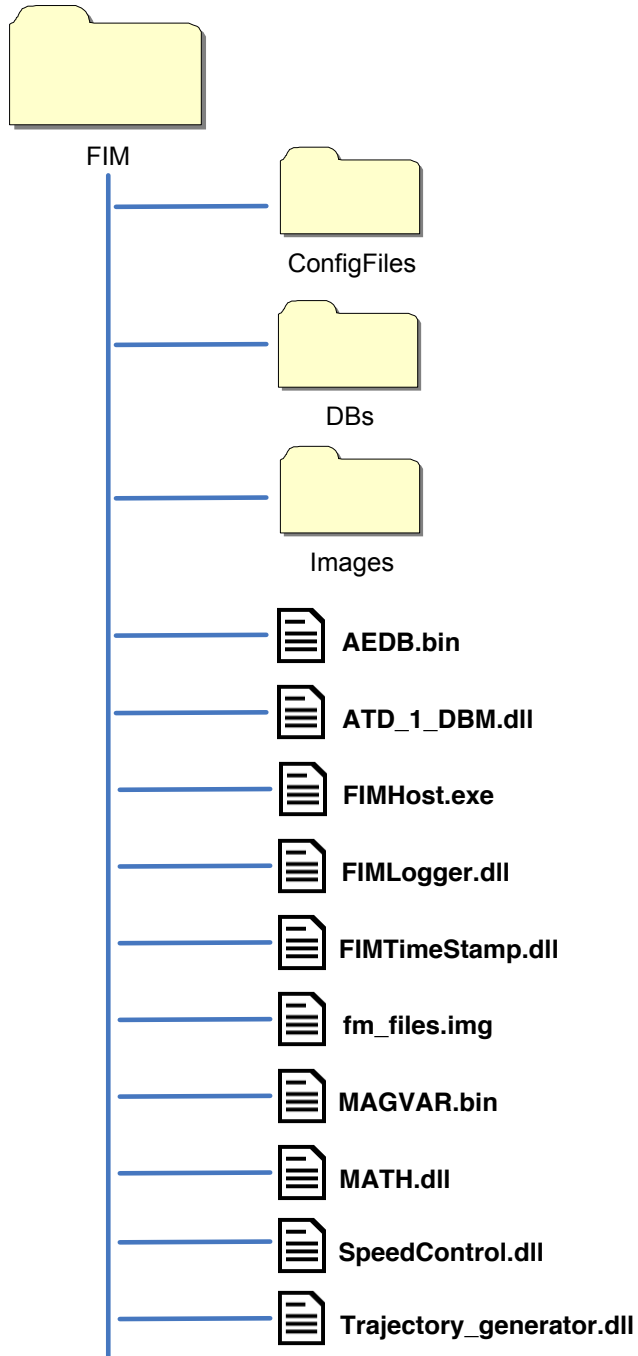 FIM
ConfigFiles
DBs
Images
AEDB.bin
ATD_1_DBM.dll
FIMHost.exe
FIMLogger.dll
FIMTimeStamp.dll
fm_files.img
MAGVAR.bin
MATH.dll
SpeedControl.dll
Trajectory_generator.dll